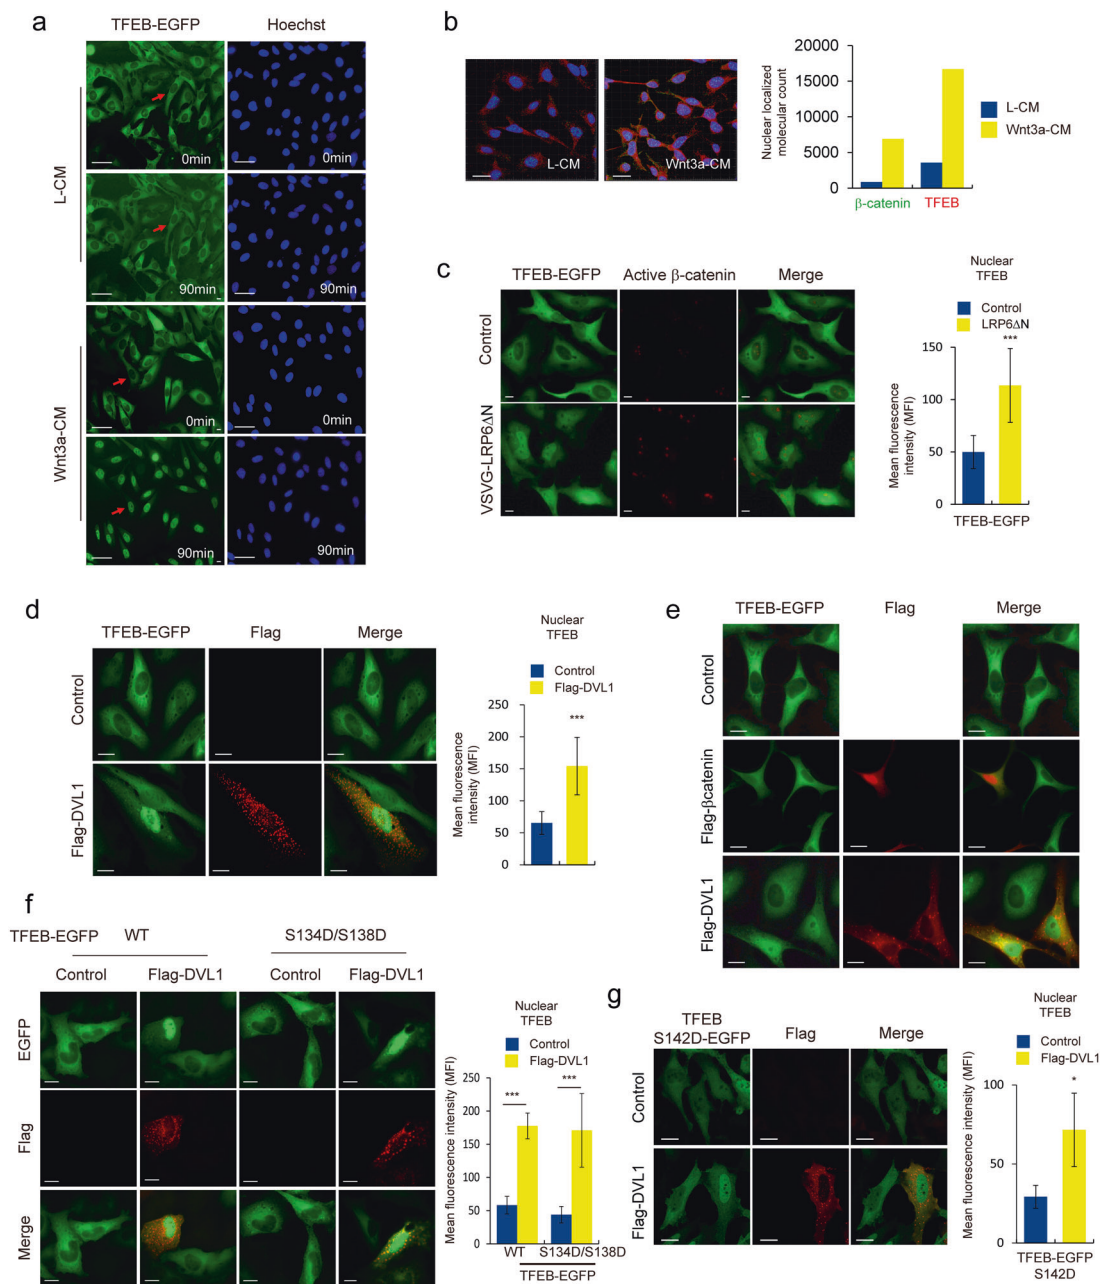 a
TFEB-EGFP Hoechst
L-CM
0min 0min
90min 90min
Wnt3a-CM
0min 0min
90min 90min
b
L-CM Wnt3a-CM
Nuclear localized
molecular count
20000
15000
10000
5000
0
β-catenin TFEB
L-CM
Wnt3a-CM
c
TFEB-EGFP Active β-catenin Merge
Control
VSVG-LRP6ΔN
Nuclear
TFEB
Control
LRP6ΔN
***
Mean fluorescence
intensity (MFI)
150
100
50
0
TFEB-EGFP
d
TFEB-EGFP Flag Merge
Control
Flag-DVL1
Nuclear
TFEB
Control
Flag-DVL1
***
Mean fluorescence
intensity (MFI)
250
200
150
100
50
0
e
TFEB-EGFP Flag Merge
Control
Flag-βcatenin
Flag-DVL1
f
TFEB-EGFP WT S134D/S138D
Control Flag-DVL1 Control Flag-DVL1
EGFP
Flag
Merge
Nuclear
TFEB
Control
Flag-DVL1
*** ***
Mean fluorescence intensity (MFI)
250
200
150
100
50
0
WT S134D/S138D
TFEB-EGFP
g
TFEB
S142D-EGFP Flag Merge
Control
Flag-DVL1
Nuclear
TFEB
Control
Flag-DVL1
*
Mean fluorescence intensity (MFI)
100
50
0
TFEB-EGFP
S142D